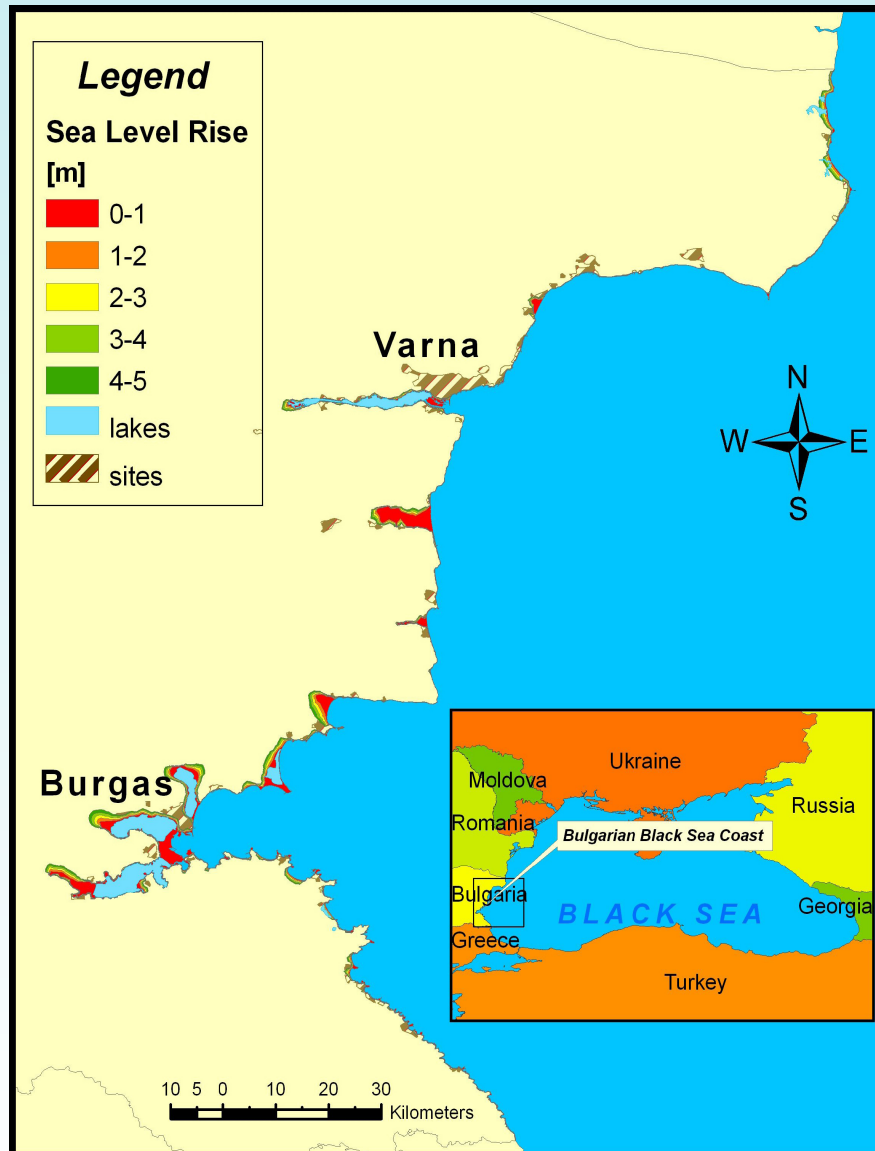 Legend
Sea Level Rise
[m]
0-1
1-2
2-3
3-4
4-5
lakes
sites
Varna
N
W E
S
Burgas
Ukraine
Moldova
Russia
Romania
Bulgarian Black Sea Coast
Bulgaria
BLACK SEA
Georgia
Greece
Turkey
10 5 0 10 20 30
Kilometers